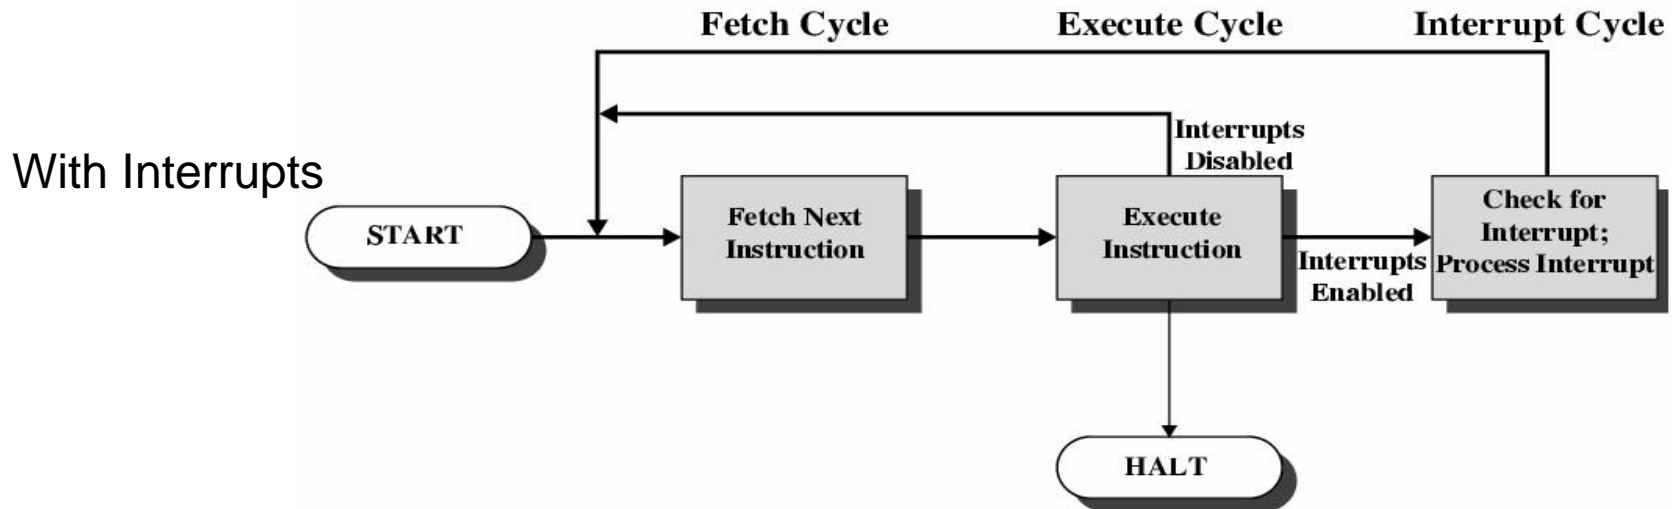 Fetch Cycle
Execute Cycle
Interrupt Cycle
With Interrupts
START
Fetch Next
Instruction
Interrupts
Disabled
Execute
Instruction
Interrupts
Enabled
Check for
Interrupt;
Process Interrupt
HALT